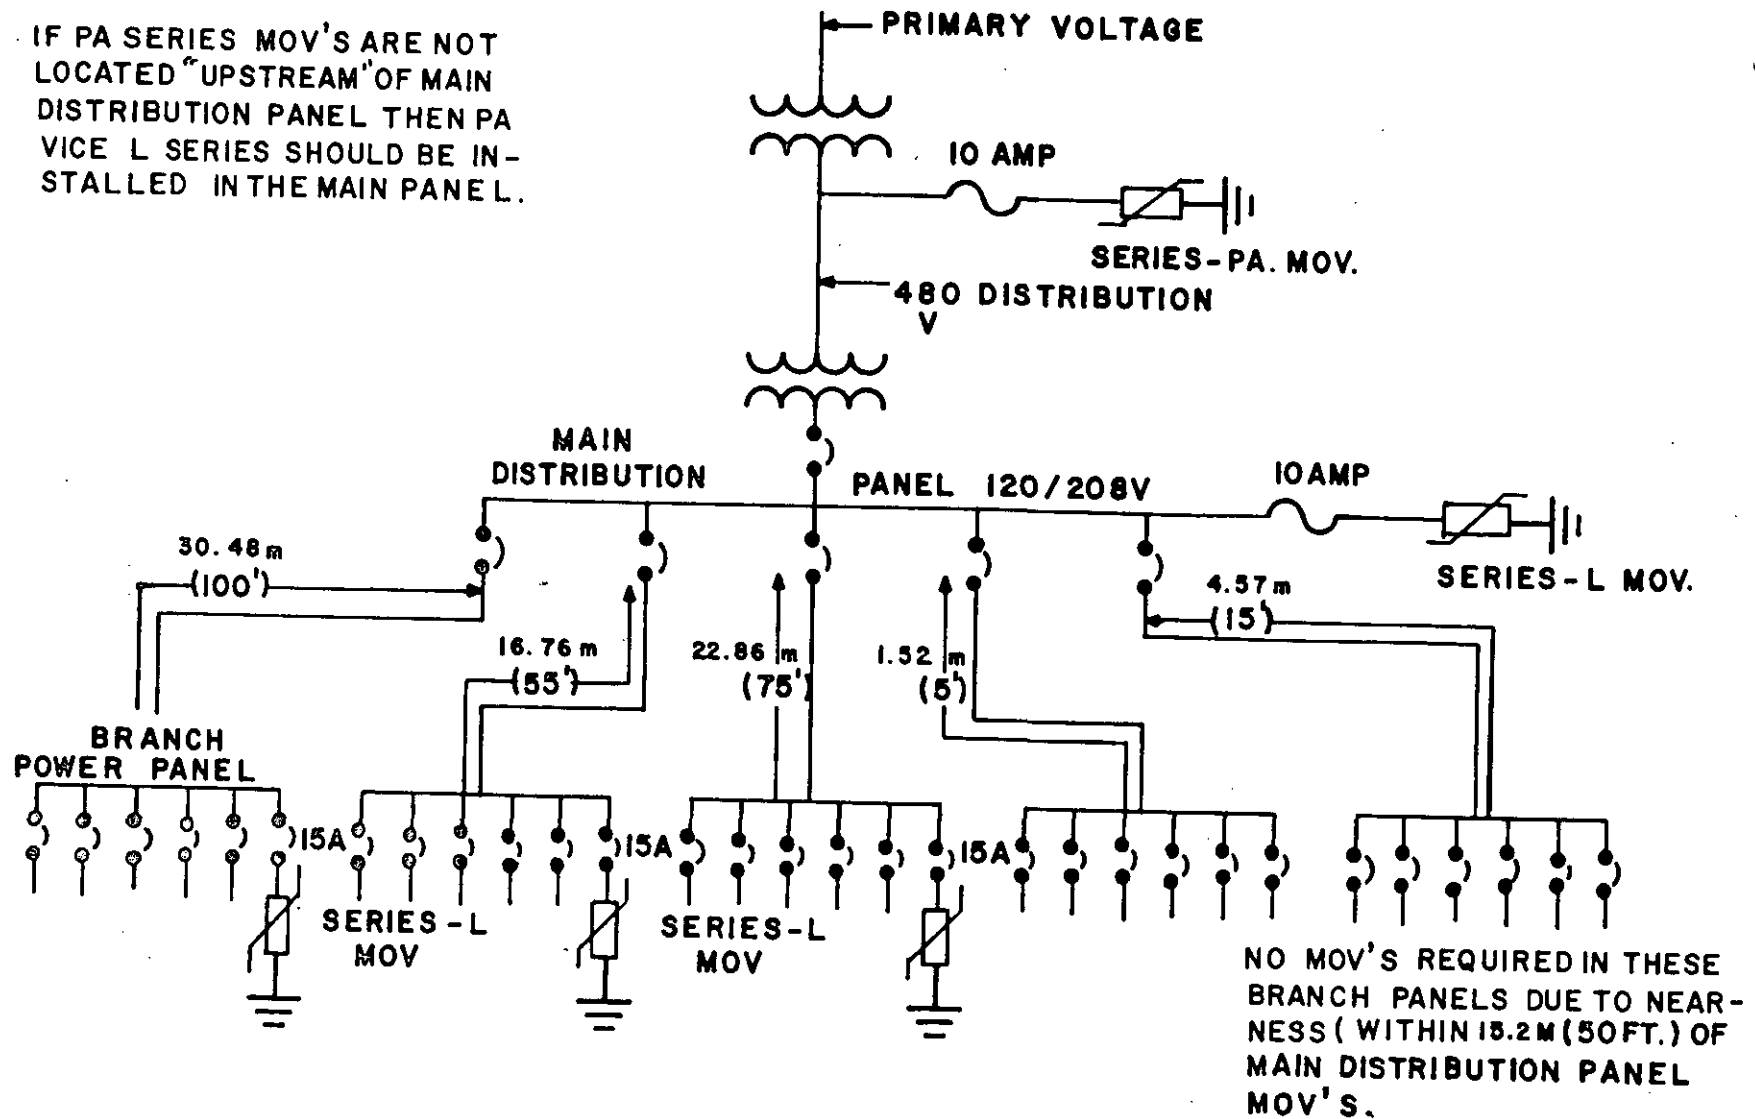 IF PA SERIES MOV'S ARE NOT
LOCATED "UPSTREAM" OF MAIN
DISTRIBUTION PANEL THEN PA
VICE L SERIES SHOULD BE IN-
STALLED IN THE MAIN PANEL.
PRIMARY VOLTAGE
10 AMP
SERIES-PA. MOV.
480 DISTRIBUTION
V
MAIN
DISTRIBUTION
PANEL 120/208V
10 AMP
SERIES-L MOV.
30.48 m
(100')
16.76 m
(55')
22.86 m
(75')
1.52 m
(5')
4.57 m
(15')
BRANCH
POWER PANEL
15A
15A
15A
SERIES-L
MOV
SERIES-L
MOV
NO MOV'S REQUIRED IN THESE
BRANCH PANELS DUE TO NEAR-
NESS (WITHIN 15.2M (50FT.) OF
MAIN DISTRIBUTION PANEL
MOV'S.